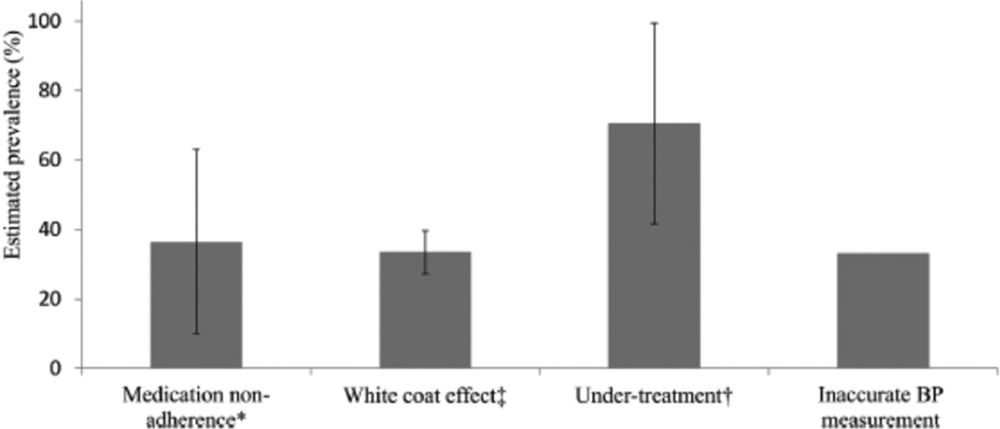 Estimated prevalence (%)
100
80
60
40
20
0
Medication non-
adherence*
White coat effect‡
Under-treatment†
Inaccurate BP
measurement